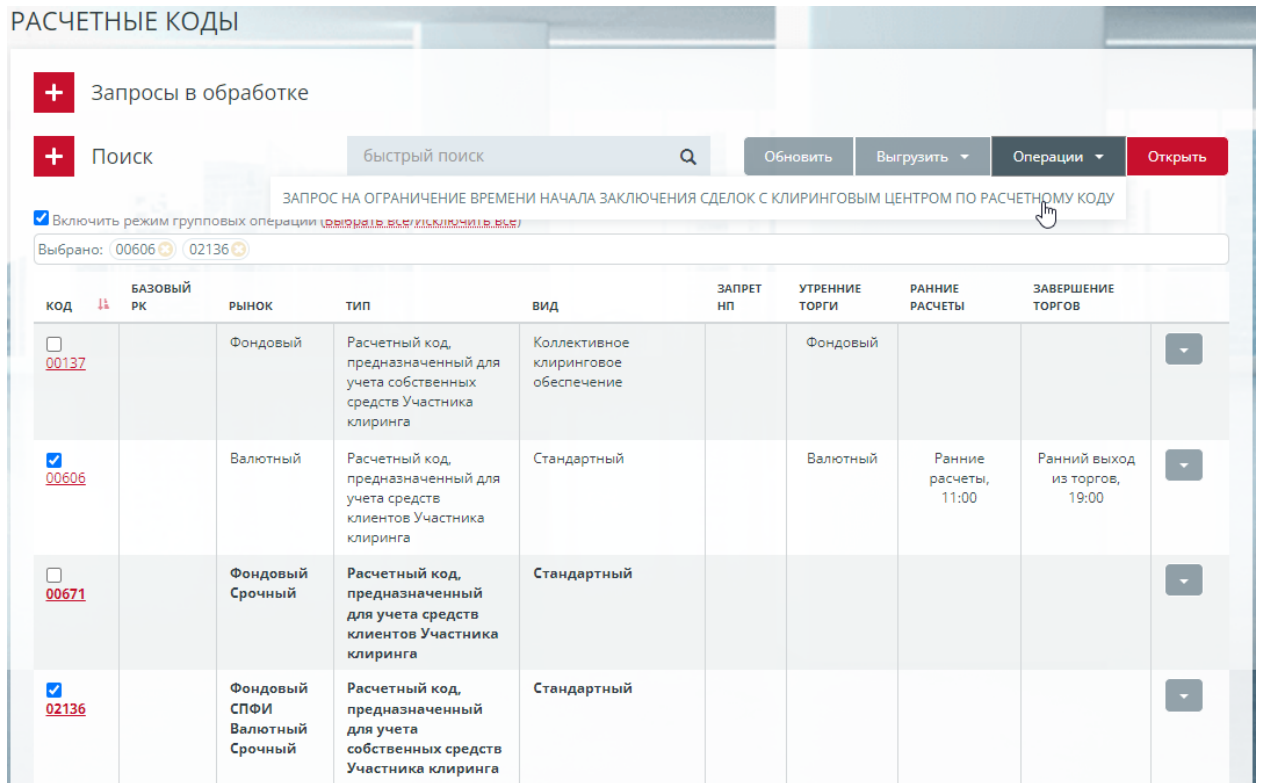 РАСЧЕТНЫЕ КОДЫ
Запросы в обработке
Поиск
быстрый поиск
Обновить
Выгрузить
Операции
Открыть
ЗАПРОС НА ОГРАНИЧЕНИЕ ВРЕМЕНИ НАЧАЛА ЗАКЛЮЧЕНИЯ СДЕЛОК С КЛИРИНГОВЫМ ЦЕНТРОМ ПО РАСЧЕТНОМУ КОДУ
Включить режим групповых операций (Выбрать все/Исключить все)
Выбрано: 00606 02136
КОД БАЗОВЫЙ РК РЫНОК ТИП ВИД ЗАПРЕТ НП УТРЕННИЕ ТОРГИ РАННИЕ РАСЧЕТЫ ЗАВЕРШЕНИЕ ТОРГОВ
00137
Фондовый
Расчетный код,
предназначенный для
учета собственных
средств Участника
клиринга
Коллективное
клиринговое
обеспечение
Фондовый
00606
Валютный
Расчетный код,
предназначенный для
учета средств
клиентов Участника
клиринга
Стандартный
Валютный
Ранние
расчеты,
11:00
Ранний выход
из торгов,
19:00
00671
Фондовый
Срочный
Расчетный код,
предназначенный
для учета средств
клиентов Участника
клиринга
Стандартный
02136
Фондовый
СПФИ
Валютный
Срочный
Расчетный код,
предназначенный
для учета
собственных средств
Участника клиринга
Стандартный